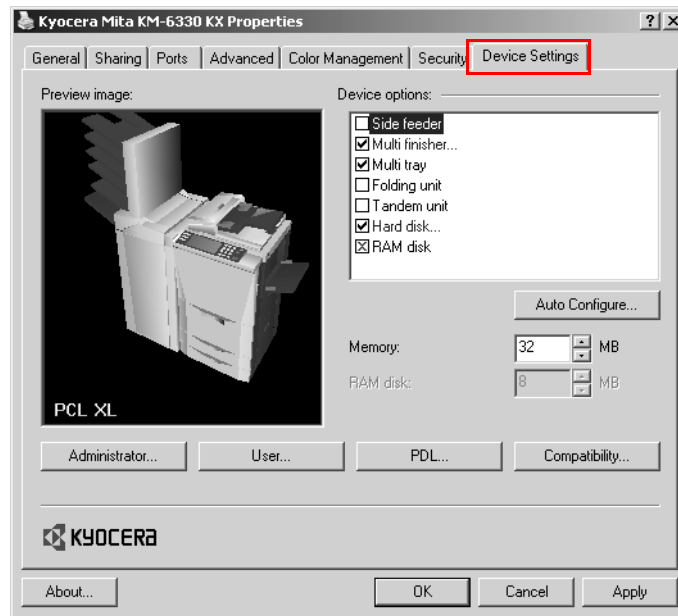 Kyocera Mita KM-6330 KX Properties
General Sharing Ports Advanced Color Management Security Device Settings
Preview image:
Device options:
Side feeder
Multi finisher...
Multi tray
Folding unit
Tandem unit
Hard disk...
RAM disk
Auto Configure...
Memory: 32 MB
RAM disk: 8 MB
PCL XL
Administrator... User... PDL... Compatibility...
KYOCERA
About... OK Cancel Apply